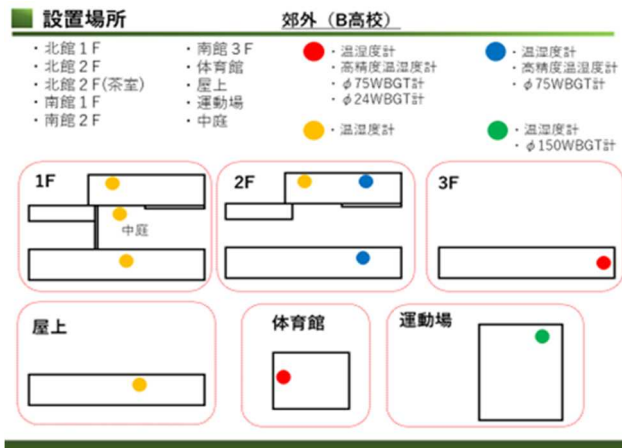 設置場所
郊外（B高校）
・北館1F
・北館2F
・北館2F(茶室)
・南館1F
・南館2F
・南館3F
・体育館
・屋上
・運動場
・中庭
・温湿度計
・高精度温湿度計
・φ75WBGT計
・φ24WBGT計
・温湿度計
・高精度温湿度計
・φ75WBGT計
・温湿度計
・温湿度計
・φ150WBGT計
1F
中庭
2F
3F
屋上
体育館
運動場